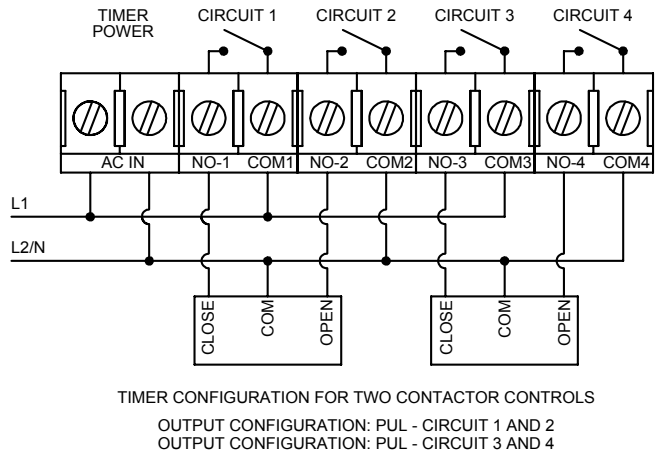 TIMER POWER
CIRCUIT 1
CIRCUIT 2
CIRCUIT 3
CIRCUIT 4
AC IN
NO-1
COM1
NO-2
COM2
NO-3
COM3
NO-4
COM4
L1
L2/N
CLOSE
COM
OPEN
CLOSE
COM
OPEN
TIMER CONFIGURATION FOR TWO CONTACTOR CONTROLS
OUTPUT CONFIGURATION: PUL - CIRCUIT 1 AND 2
OUTPUT CONFIGURATION: PUL - CIRCUIT 3 AND 4